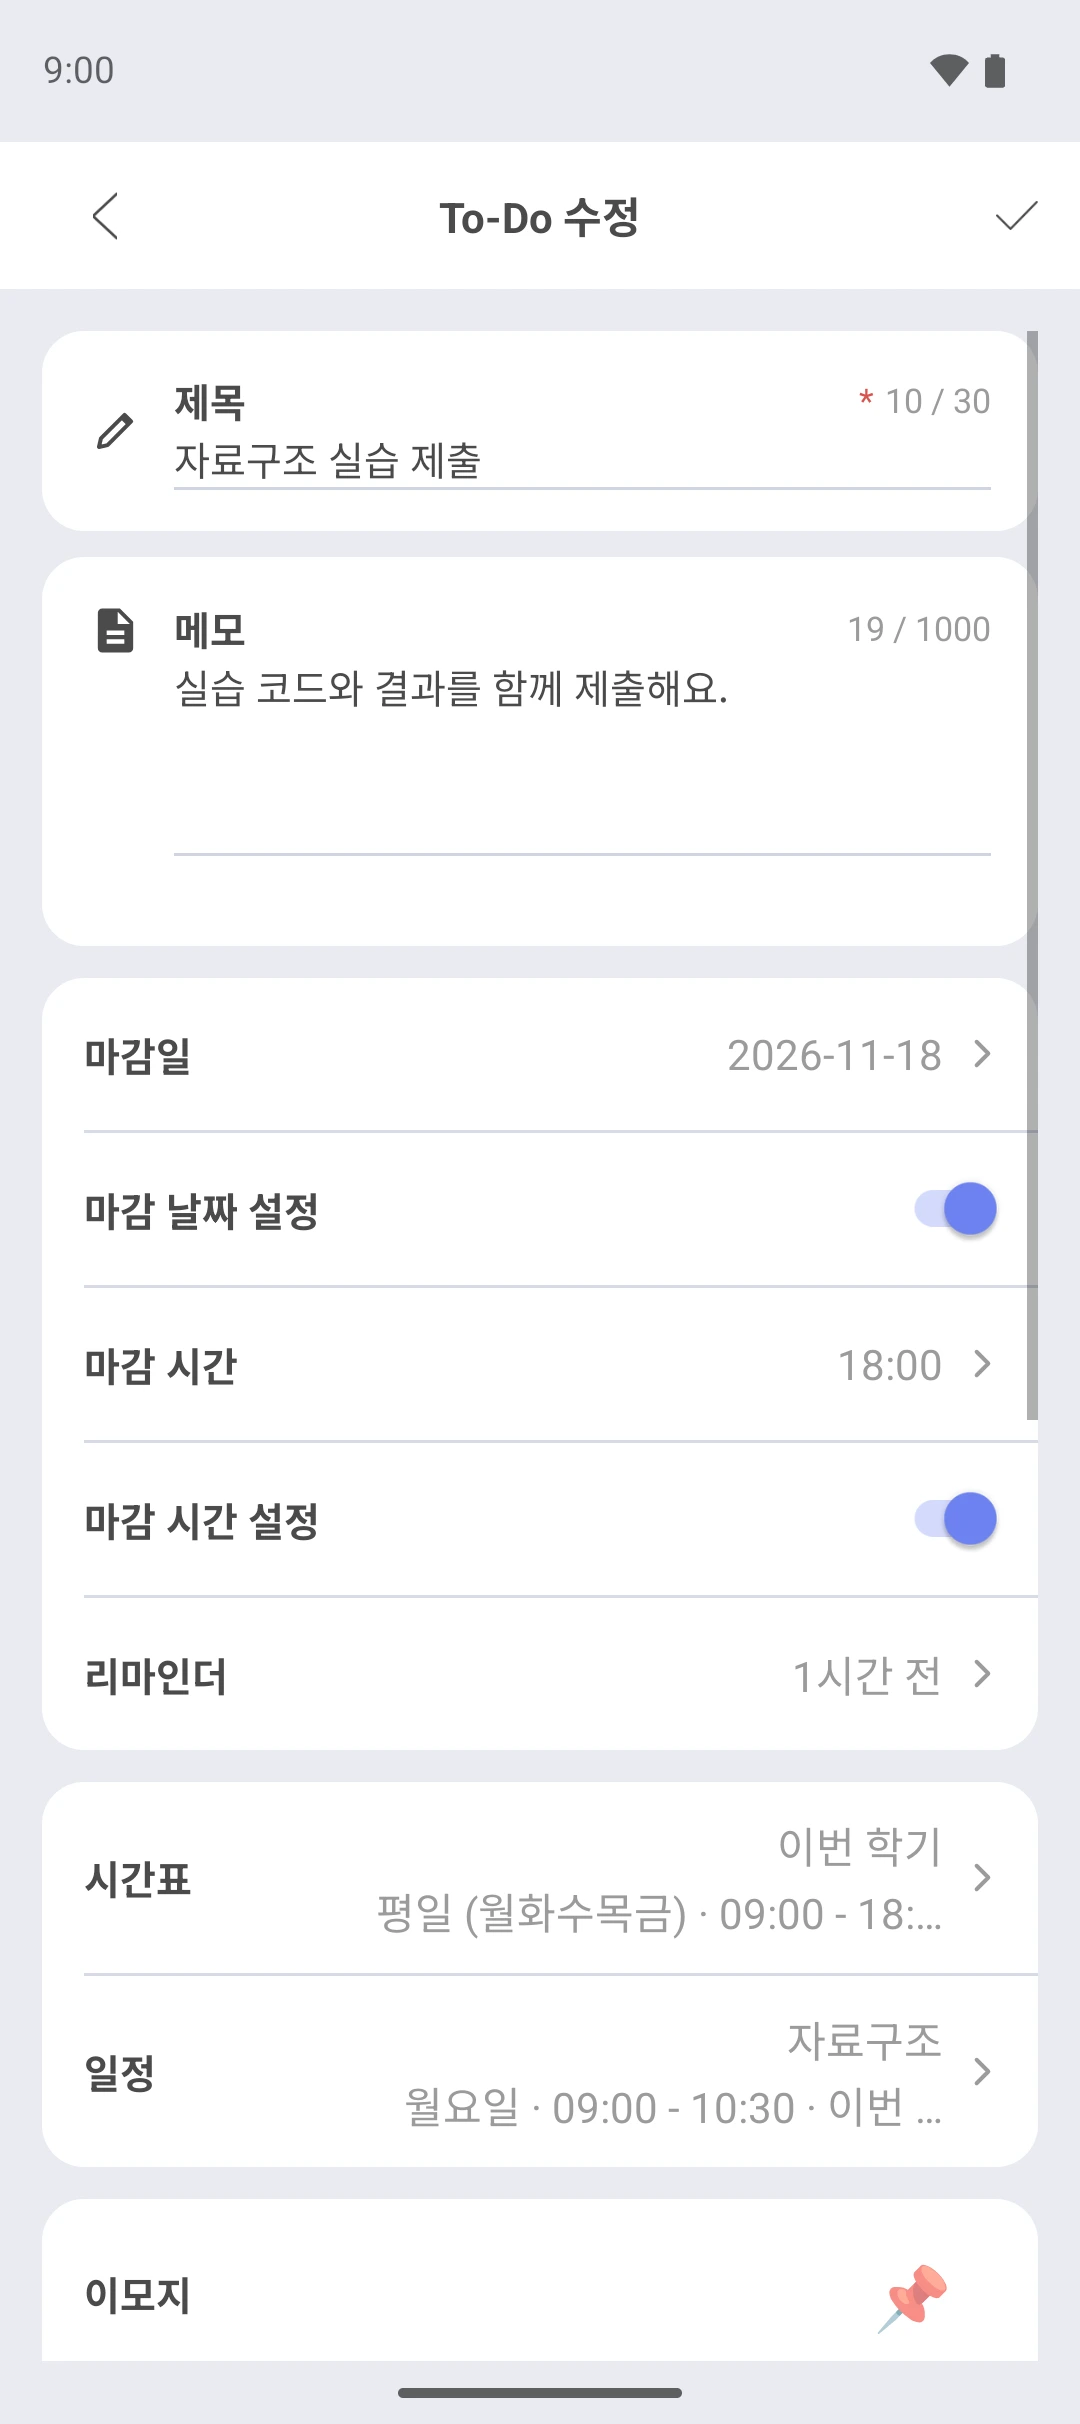 9:00
To-Do 수정
제목
* 10 / 30
자료구조 실습 제출
메모
19 / 1000
실습 코드와 결과를 함께 제출해요.
마감일
2026-11-18
마감 날짜 설정
마감 시간
18:00
마감 시간 설정
리마인더
1시간 전
시간표
이번 학기
평일 (월화수목금) · 09:00 - 18:...
일정
자료구조
월요일 · 09:00 - 10:30 · 이번 ...
이모지